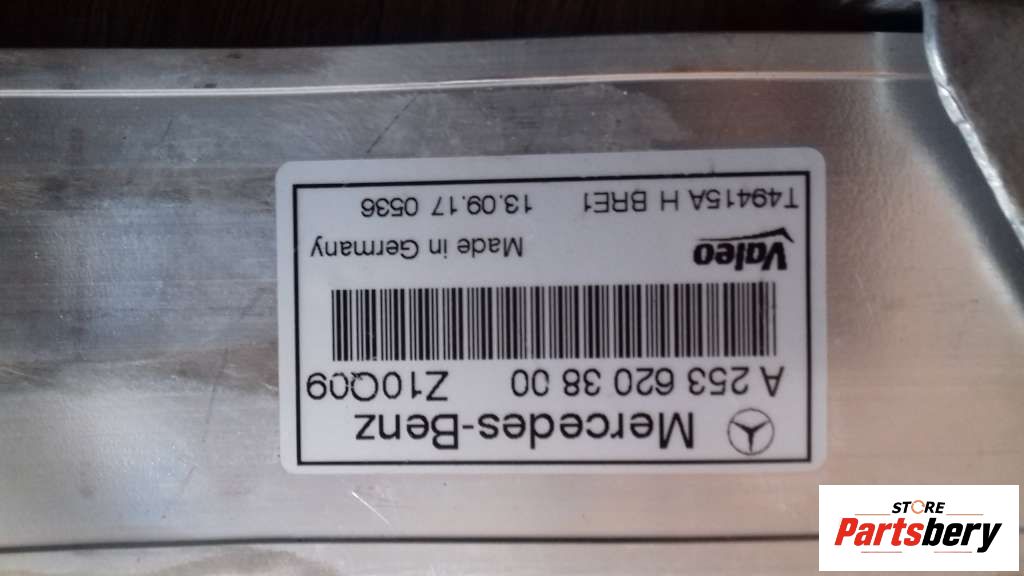 Mercedes-Benz
A 253 620 38 00 Z10Q09
Valeo Made in Germany
T49415A H BRE1 13.09.17 0536
STORE
Partsbery